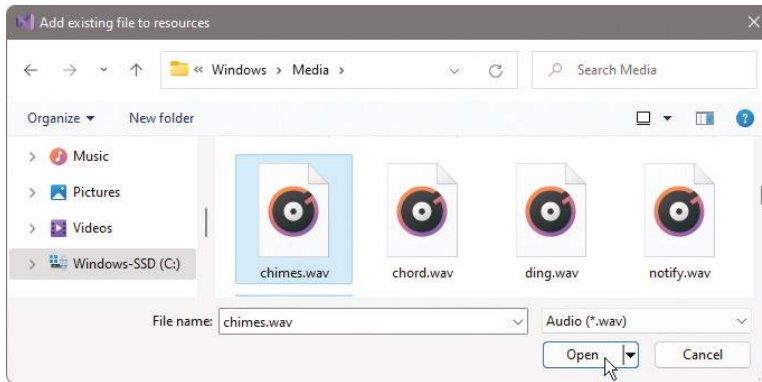 Add existing file to resources
« Windows > Media >
Search Media
Organize
New folder
Music
Pictures
Videos
Windows-SSD (C:)
chimes.wav
chord.wav
ding.wav
notify.wav
File name: chimes.wav
Audio (*.wav)
Open
Cancel